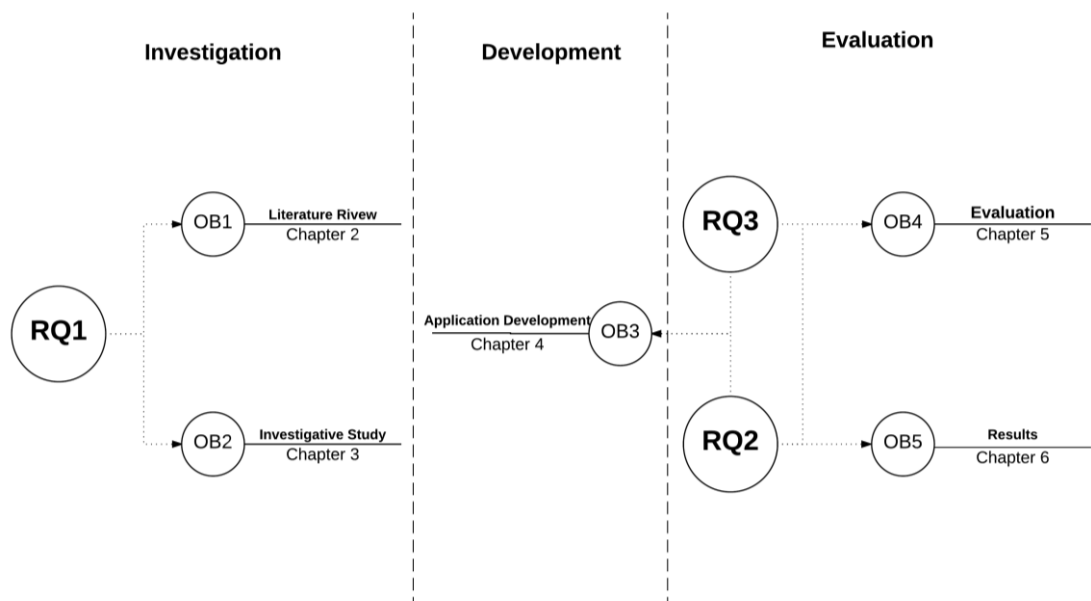 Investigation
Development
Evaluation
RQ1
OB1
Literature Rivew
Chapter 2
OB2
Investigative Study
Chapter 3
Application Development
Chapter 4
OB3
RQ3
OB4
Evaluation
Chapter 5
RQ2
OB5
Results
Chapter 6